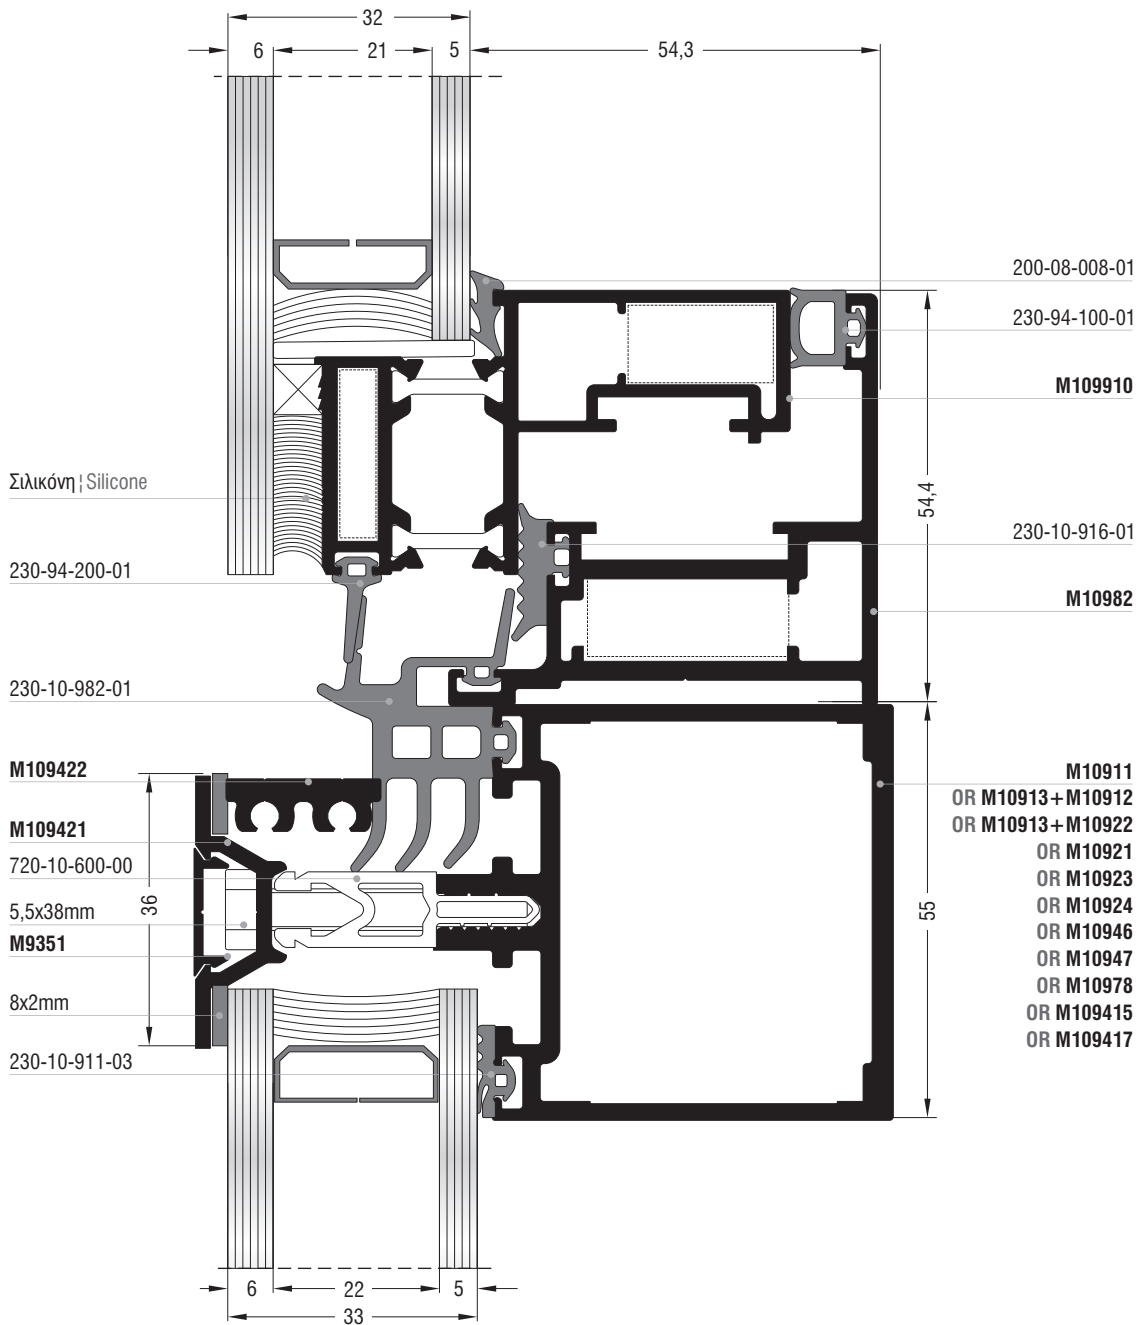 32
6 21 5 54,3
200-08-008-01
230-94-100-01
M109910
Σιλικόνη ¦ Silicone
54,4
230-10-916-01
230-94-200-01
M10982
230-10-982-01
M109422
M10911
OR M10913+M10912
M109421
OR M10913+M10922
720-10-600-00
OR M10921
OR M10923
36
5,5x38mm
55
OR M10924
M9351
OR M10946
OR M10947
OR M10978
8x2mm
OR M109415
OR M109417
230-10-911-03
6 22 5
33